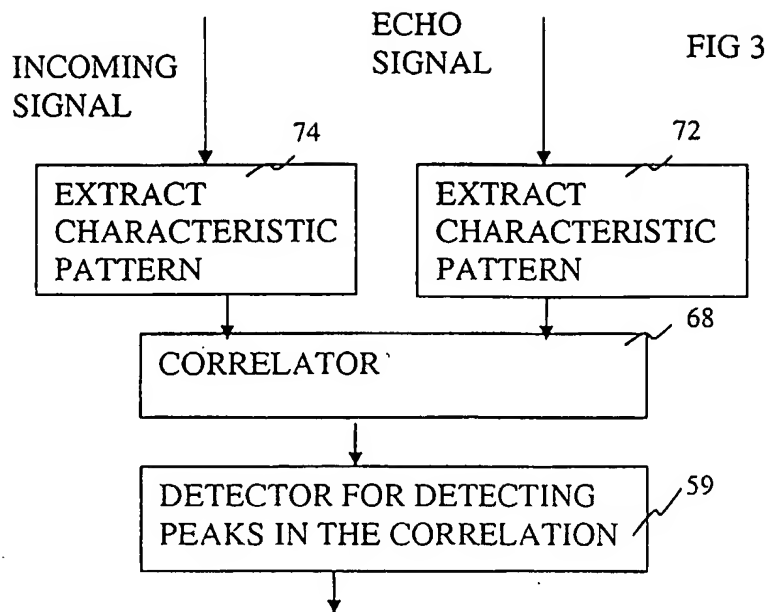 INCOMING
SIGNAL
ECHO
SIGNAL
FIG 3
74
EXTRACT
CHARACTERISTIC
PATTERN
72
EXTRACT
CHARACTERISTIC
PATTERN
68
CORRELATOR
DETECTOR FOR DETECTING
PEAKS IN THE CORRELATION
59